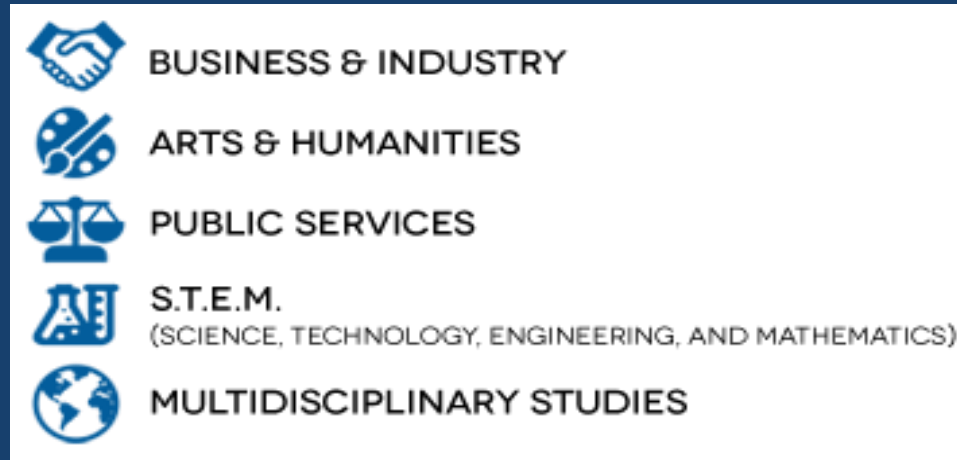 BUSINESS & INDUSTRY
ARTS & HUMANITIES
PUBLIC SERVICES
S.T.E.M.
(SCIENCE, TECHNOLOGY, ENGINEERING, AND MATHEMATICS)
MULTIDISCIPLINARY STUDIES